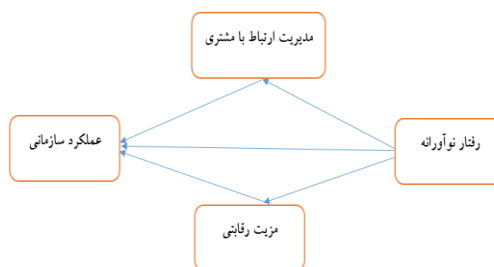 مدیریت ارتباط با مشتری
رفتار نوآورانه
عملکرد سازمانی
مزیت رقابتی